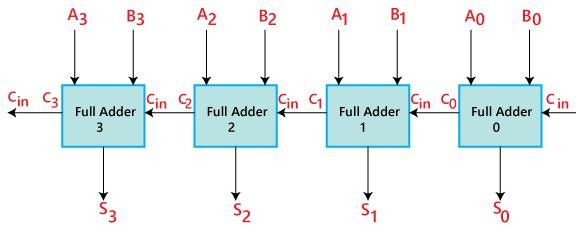 A3 B3 A2 B2 A1 B1 A0 B0
Cin C3 Full Adder 3 Cin C2 Full Adder 2 Cin C1 Full Adder 1 Cin C0 Full Adder 0 Cin
S3 S2 S1 S0